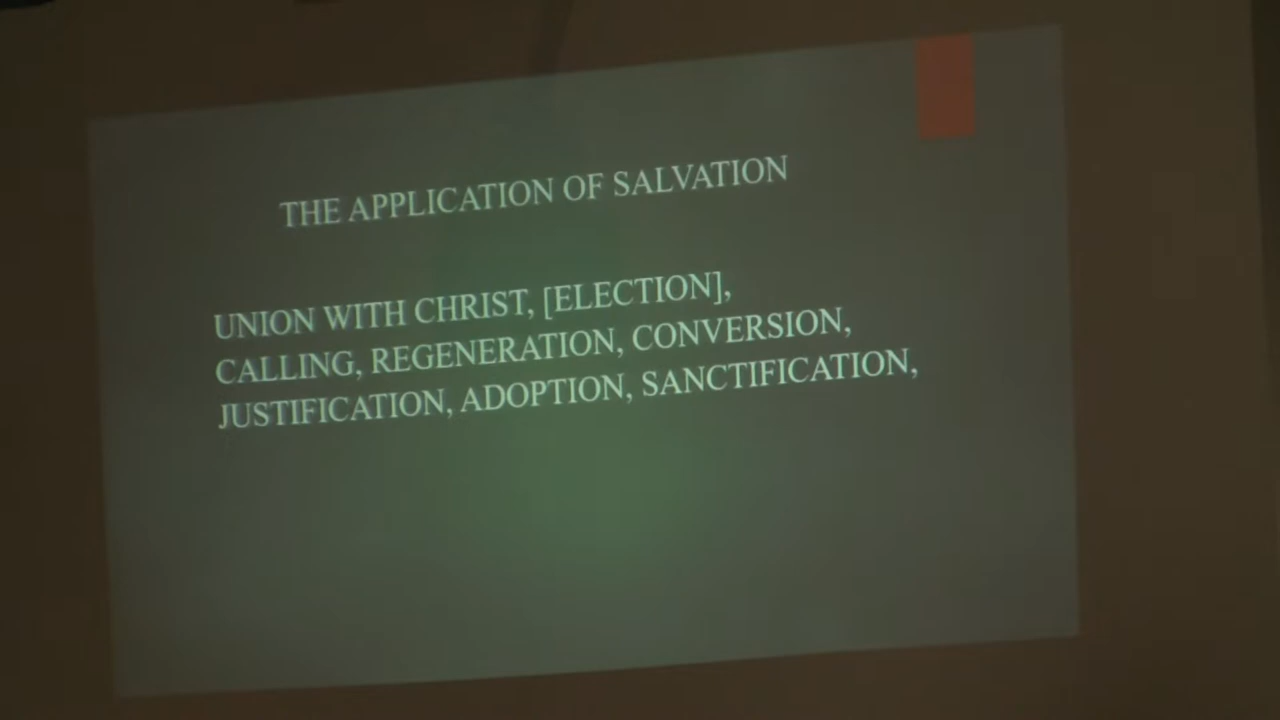 THE APPLICATION OF SALVATION
UNION WITH CHRIST, [ELECTION],
CALLING, REGENERATION, CONVERSION,
JUSTIFICATION, ADOPTION, SANCTIFICATION,